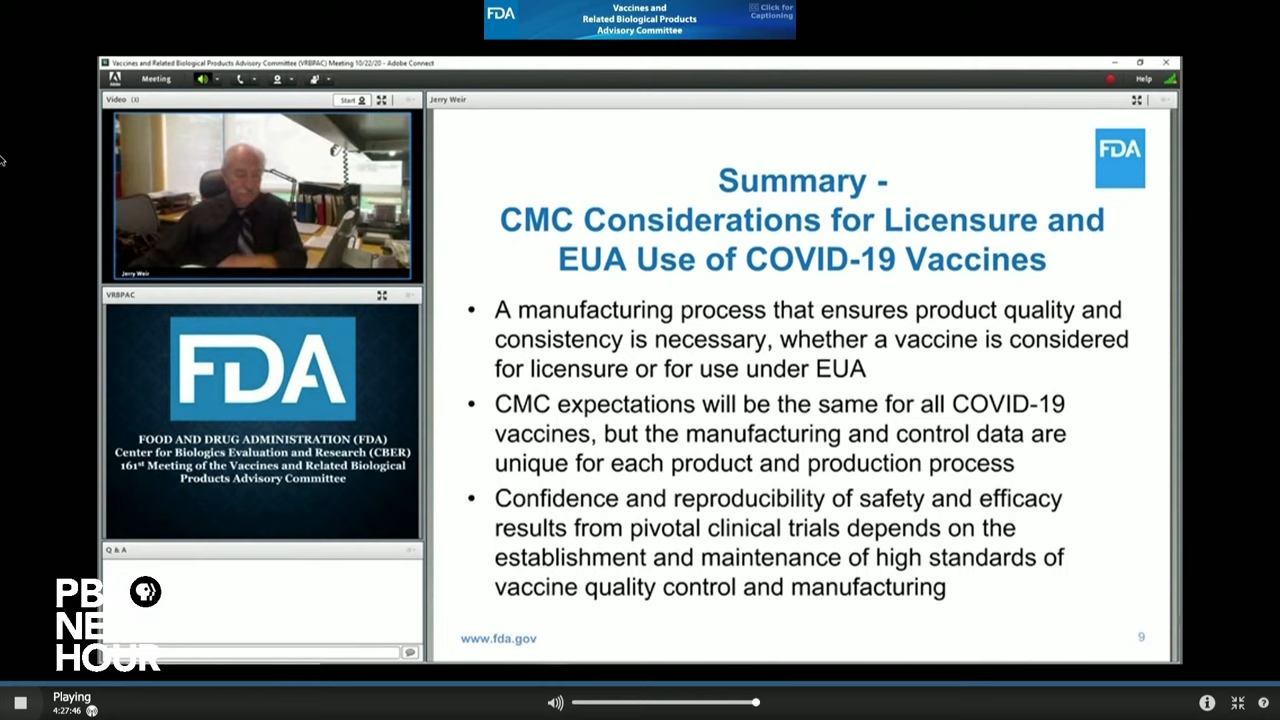 FDA
Vaccines and
Related Biological Products
Advisory Committee
CC Click for
Captioning
Vaccines and Related Biological Products Advisory Committee (VRBPAC) Meeting 10/22/20 - Adobe Connect
Meeting
Help
Video (3)
Start
Jerry Weir
Jerry Weir
VRBPAC
FDA
FOOD AND DRUG ADMINISTRATION (FDA)
Center for Biologics Evaluation and Research (CBER)
161st Meeting of the Vaccines and Related Biological
Products Advisory Committee
Q & A
FDA
Summary -
CMC Considerations for Licensure and
EUA Use of COVID-19 Vaccines
• A manufacturing process that ensures product quality and
consistency is necessary, whether a vaccine is considered
for licensure or for use under EUA
• CMC expectations will be the same for all COVID-19
vaccines, but the manufacturing and control data are
unique for each product and production process
• Confidence and reproducibility of safety and efficacy
results from pivotal clinical trials depends on the
establishment and maintenance of high standards of
vaccine quality control and manufacturing
www.fda.gov
9
HOUR
Playing
4:27:46